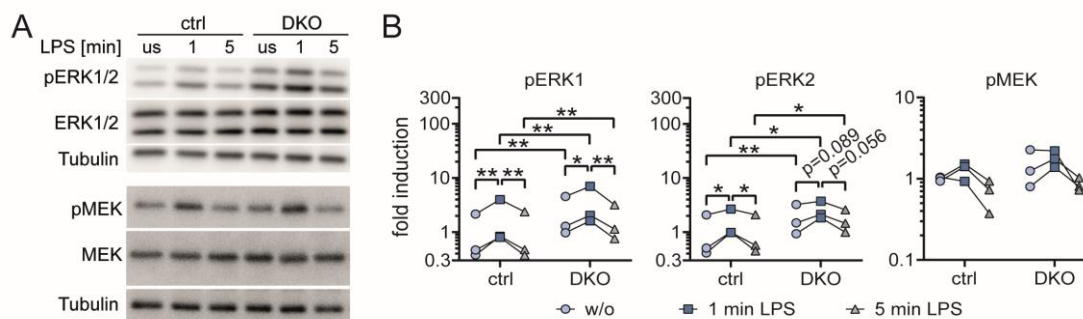 A
ctrl DKO
LPS [min] us 1 5 us 1 5
pERK1/2
ERK1/2
Tubulin
pMEK
MEK
Tubulin
B
pERK1 pERK2 pMEK
fold induction
300
100
10
1
0.3
** ** ** ** ** * **
ctrl DKO
300
100
10
1
0.3
* * ** * * p=0.089 p=0.056
ctrl DKO
10
1
0.1
ctrl DKO
w/o 1 min LPS 5 min LPS